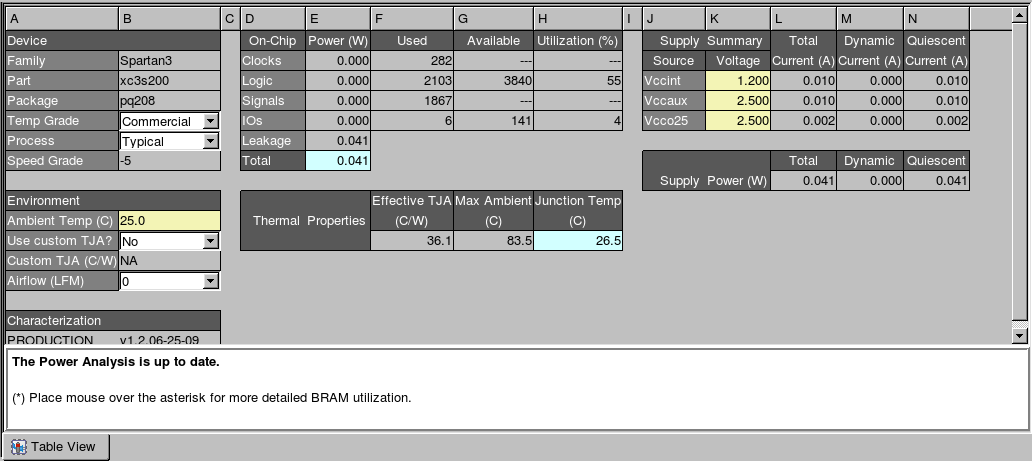 A B C D E F G H I J K L M N
Device On-Chip Power (W) Used Available Utilization (%) Supply Summary Total Dynamic Quiescent
Family Spartan3 Clocks 0.000 282 --- --- Source Voltage Current (A) Current (A) Current (A)
Part xc3s200 Logic 0.000 2103 3840 55 Vccint 1.200 0.010 0.000 0.010
Package pq208 Signals 0.000 1867 --- --- Vccaux 2.500 0.010 0.000 0.010
Temp Grade Commercial IOs 0.000 6 141 4 Vcco25 2.500 0.002 0.000 0.002
Process Typical Leakage 0.041
Speed Grade -5 Total 0.041 Total Dynamic Quiescent
Supply Power (W) 0.041 0.000 0.041
Environment Effective TJA Max Ambient Junction Temp
Ambient Temp (C) 25.0 Thermal Properties (C/W) (C) (C)
Use custom TJA? No 36.1 83.5 26.5
Custom TJA (C/W) NA
Airflow (LFM) 0
Characterization
PRODUCTION v1.2,06-25-09
The Power Analysis is up to date.
(*) Place mouse over the asterisk for more detailed BRAM utilization.
Table View